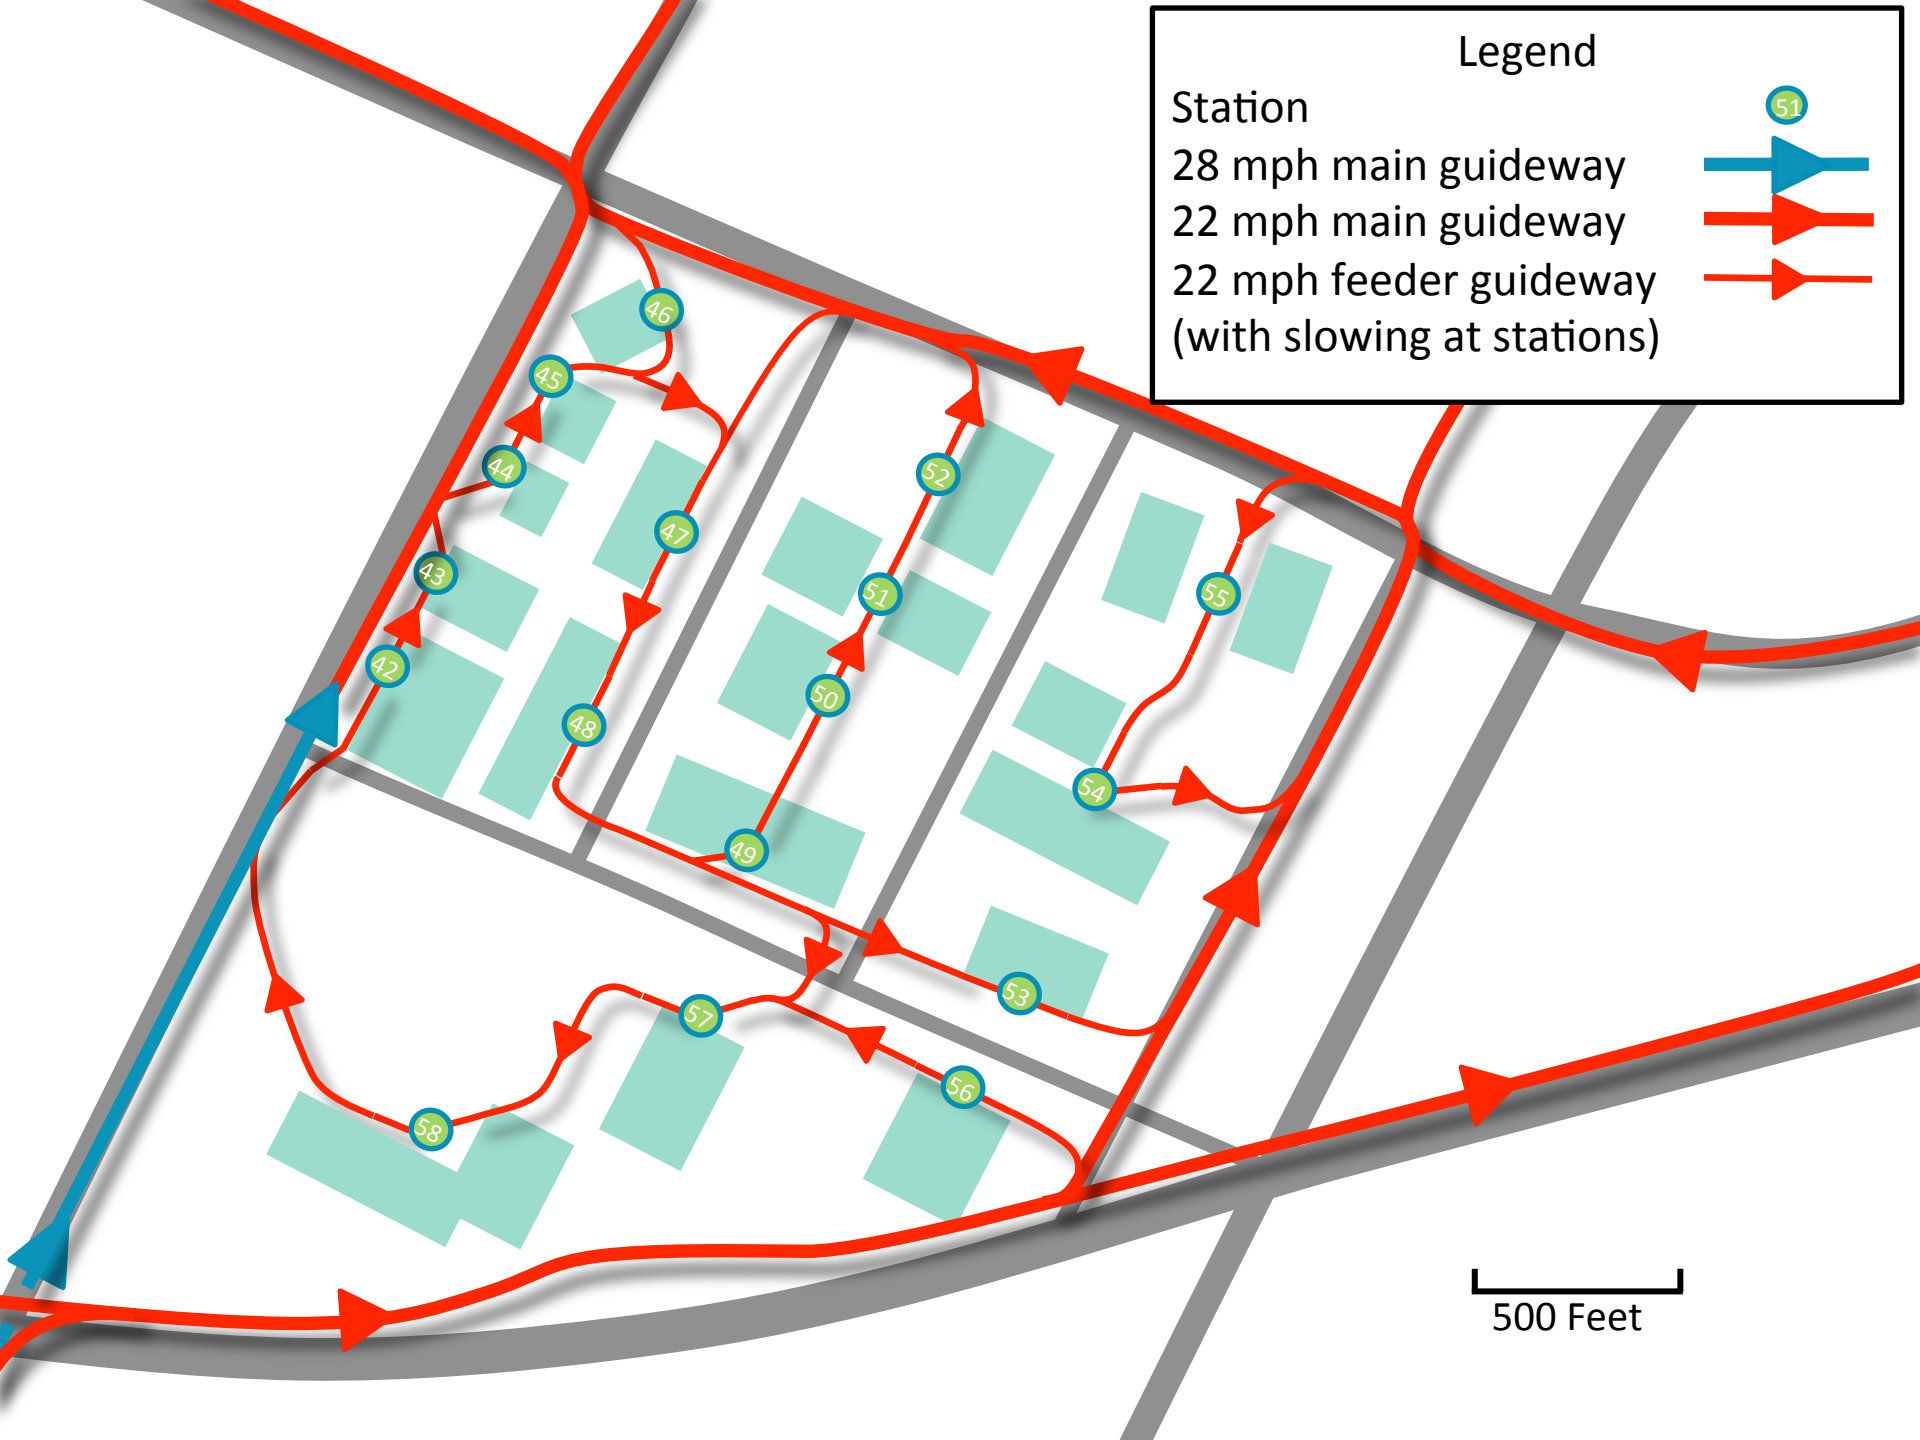 Legend
Station
51
28 mph main guideway
22 mph main guideway
22 mph feeder guideway
(with slowing at stations)
46
45
44
52
47
43
51
55
42
50
48
54
49
53
57
56
58
500 Feet